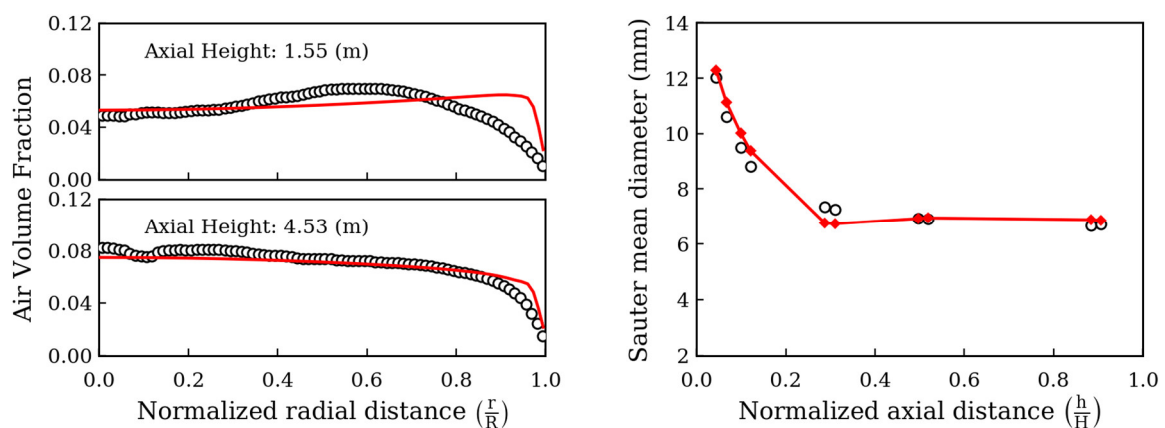 0.12
0.08
0.04
0.00
Axial Height: 1.55 (m)
0.12
0.08
0.04
0.00
Axial Height: 4.53 (m)
Air Volume Fraction
0.0 0.2 0.4 0.6 0.8 1.0
Normalized radial distance (r/R)
14
12
10
8
6
4
2
Sauter mean diameter (mm)
0.0 0.2 0.4 0.6 0.8 1.0
Normalized axial distance (h/H)